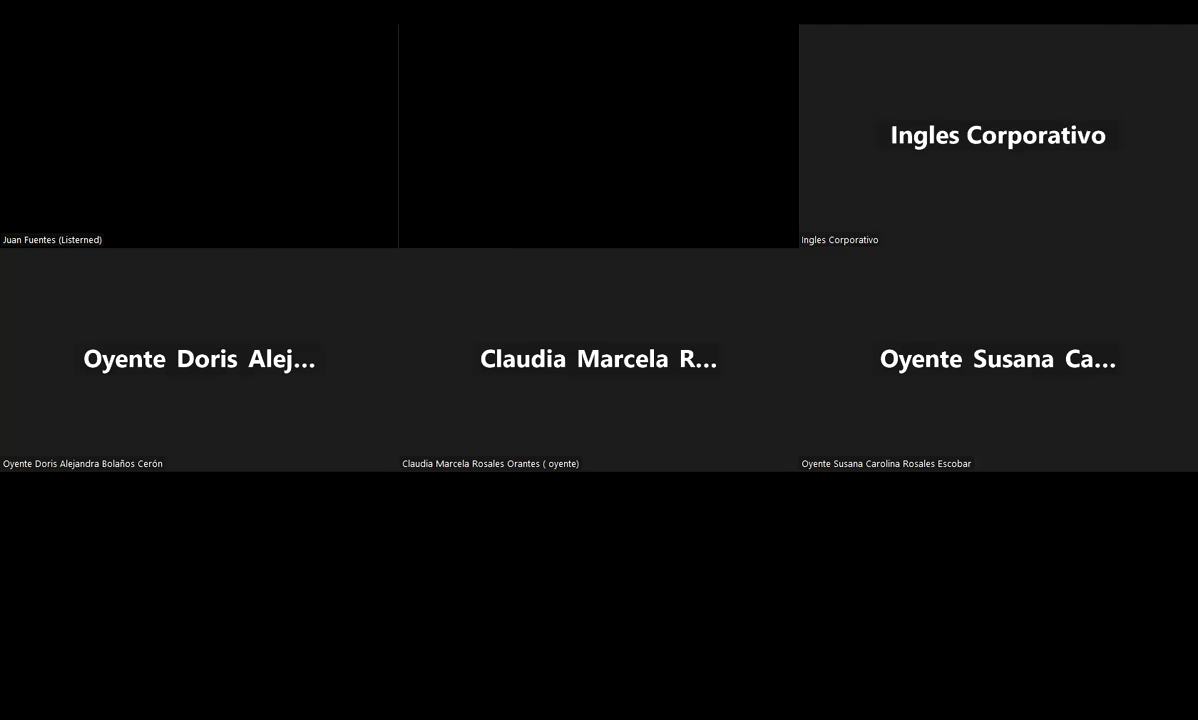 Ingles Corporativo
Juan Fuentes (Listerned)
Ingles Corporativo
Oyente Doris Alej...
Claudia Marcela R...
Oyente Susana Ca...
Oyente Doris Alejandra Bolaños Cerón
Claudia Marcela Rosales Orantes ( oyente)
Oyente Susana Carolina Rosales Escobar